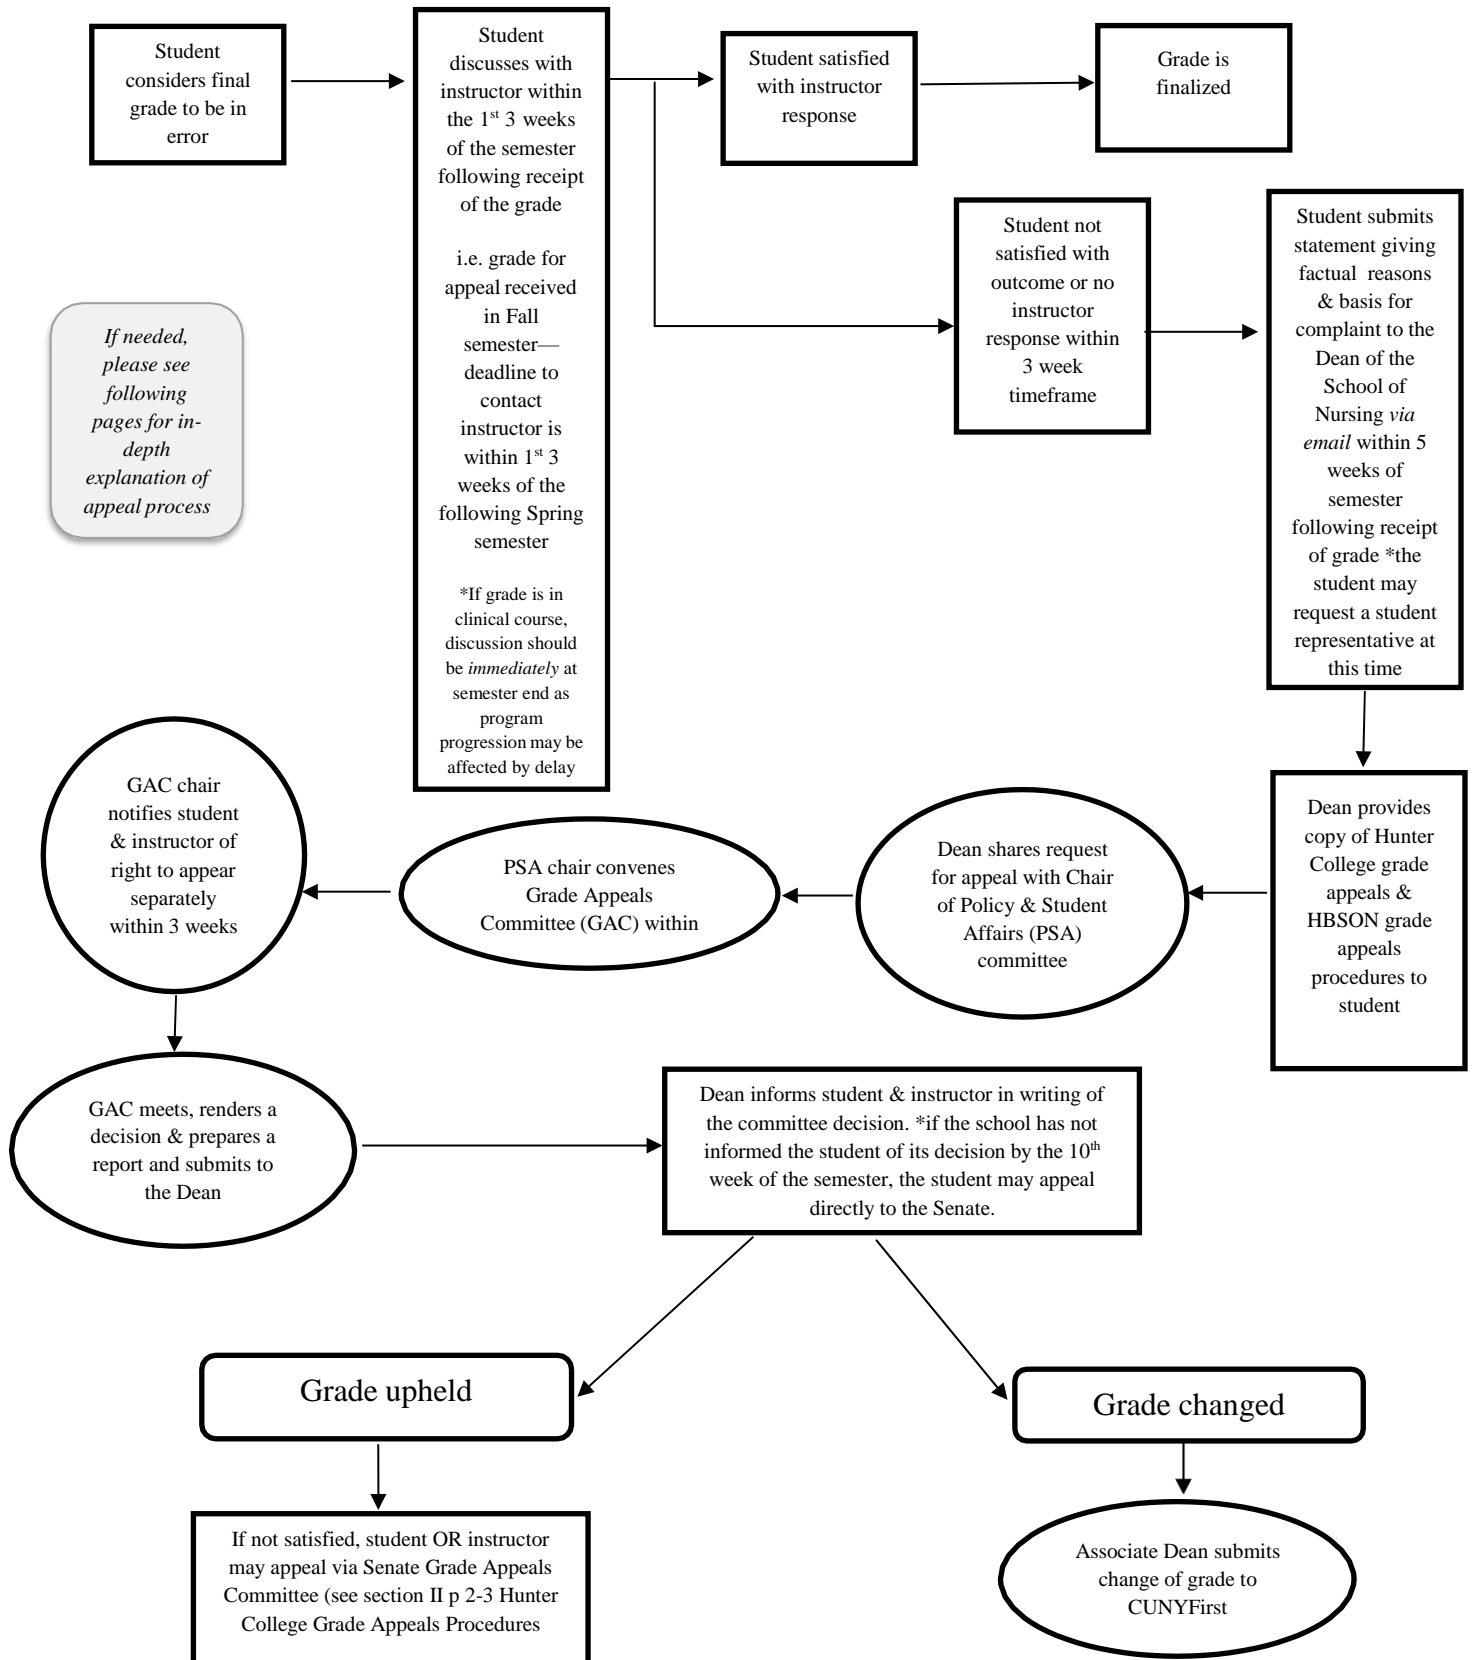 Student
considers final
grade to be in
error
Student
discusses with
instructor within
the 1st 3 weeks
of the semester
following receipt
of the grade
i.e. grade for
appeal received
in Fall
semester—
deadline to
contact
instructor is
within 1st 3
weeks of the
following Spring
semester
*If grade is in
clinical course,
discussion should
be immediately at
semester end as
program
progression may be
affected by delay
Student satisfied
with instructor
response
Grade is
finalized
Student not
satisfied with
outcome or no
instructor
response within
3 week
timeframe
Student submits
statement giving
factual reasons
& basis for
complaint to the
Dean of the
School of
Nursing via
email within 5
weeks of
semester
following receipt
of grade *the
student may
request a student
representative at
this time
If needed,
please see
following
pages for in-
depth
explanation of
appeal process
Dean provides
copy of Hunter
College grade
appeals &
HBSON grade
appeals
procedures to
student
Dean shares request
for appeal with Chair
of Policy & Student
Affairs (PSA)
committee
PSA chair convenes
Grade Appeals
Committee (GAC) within
GAC chair
notifies student
& instructor of
right to appear
separately
within 3 weeks
GAC meets, renders a
decision & prepares a
report and submits to
the Dean
Dean informs student & instructor in writing of
the committee decision. *if the school has not
informed the student of its decision by the 10th
week of the semester, the student may appeal
directly to the Senate.
Grade upheld
Grade changed
If not satisfied, student OR instructor
may appeal via Senate Grade Appeals
Committee (see section II p 2-3 Hunter
College Grade Appeals Procedures
Associate Dean submits
change of grade to
CUNYFirst